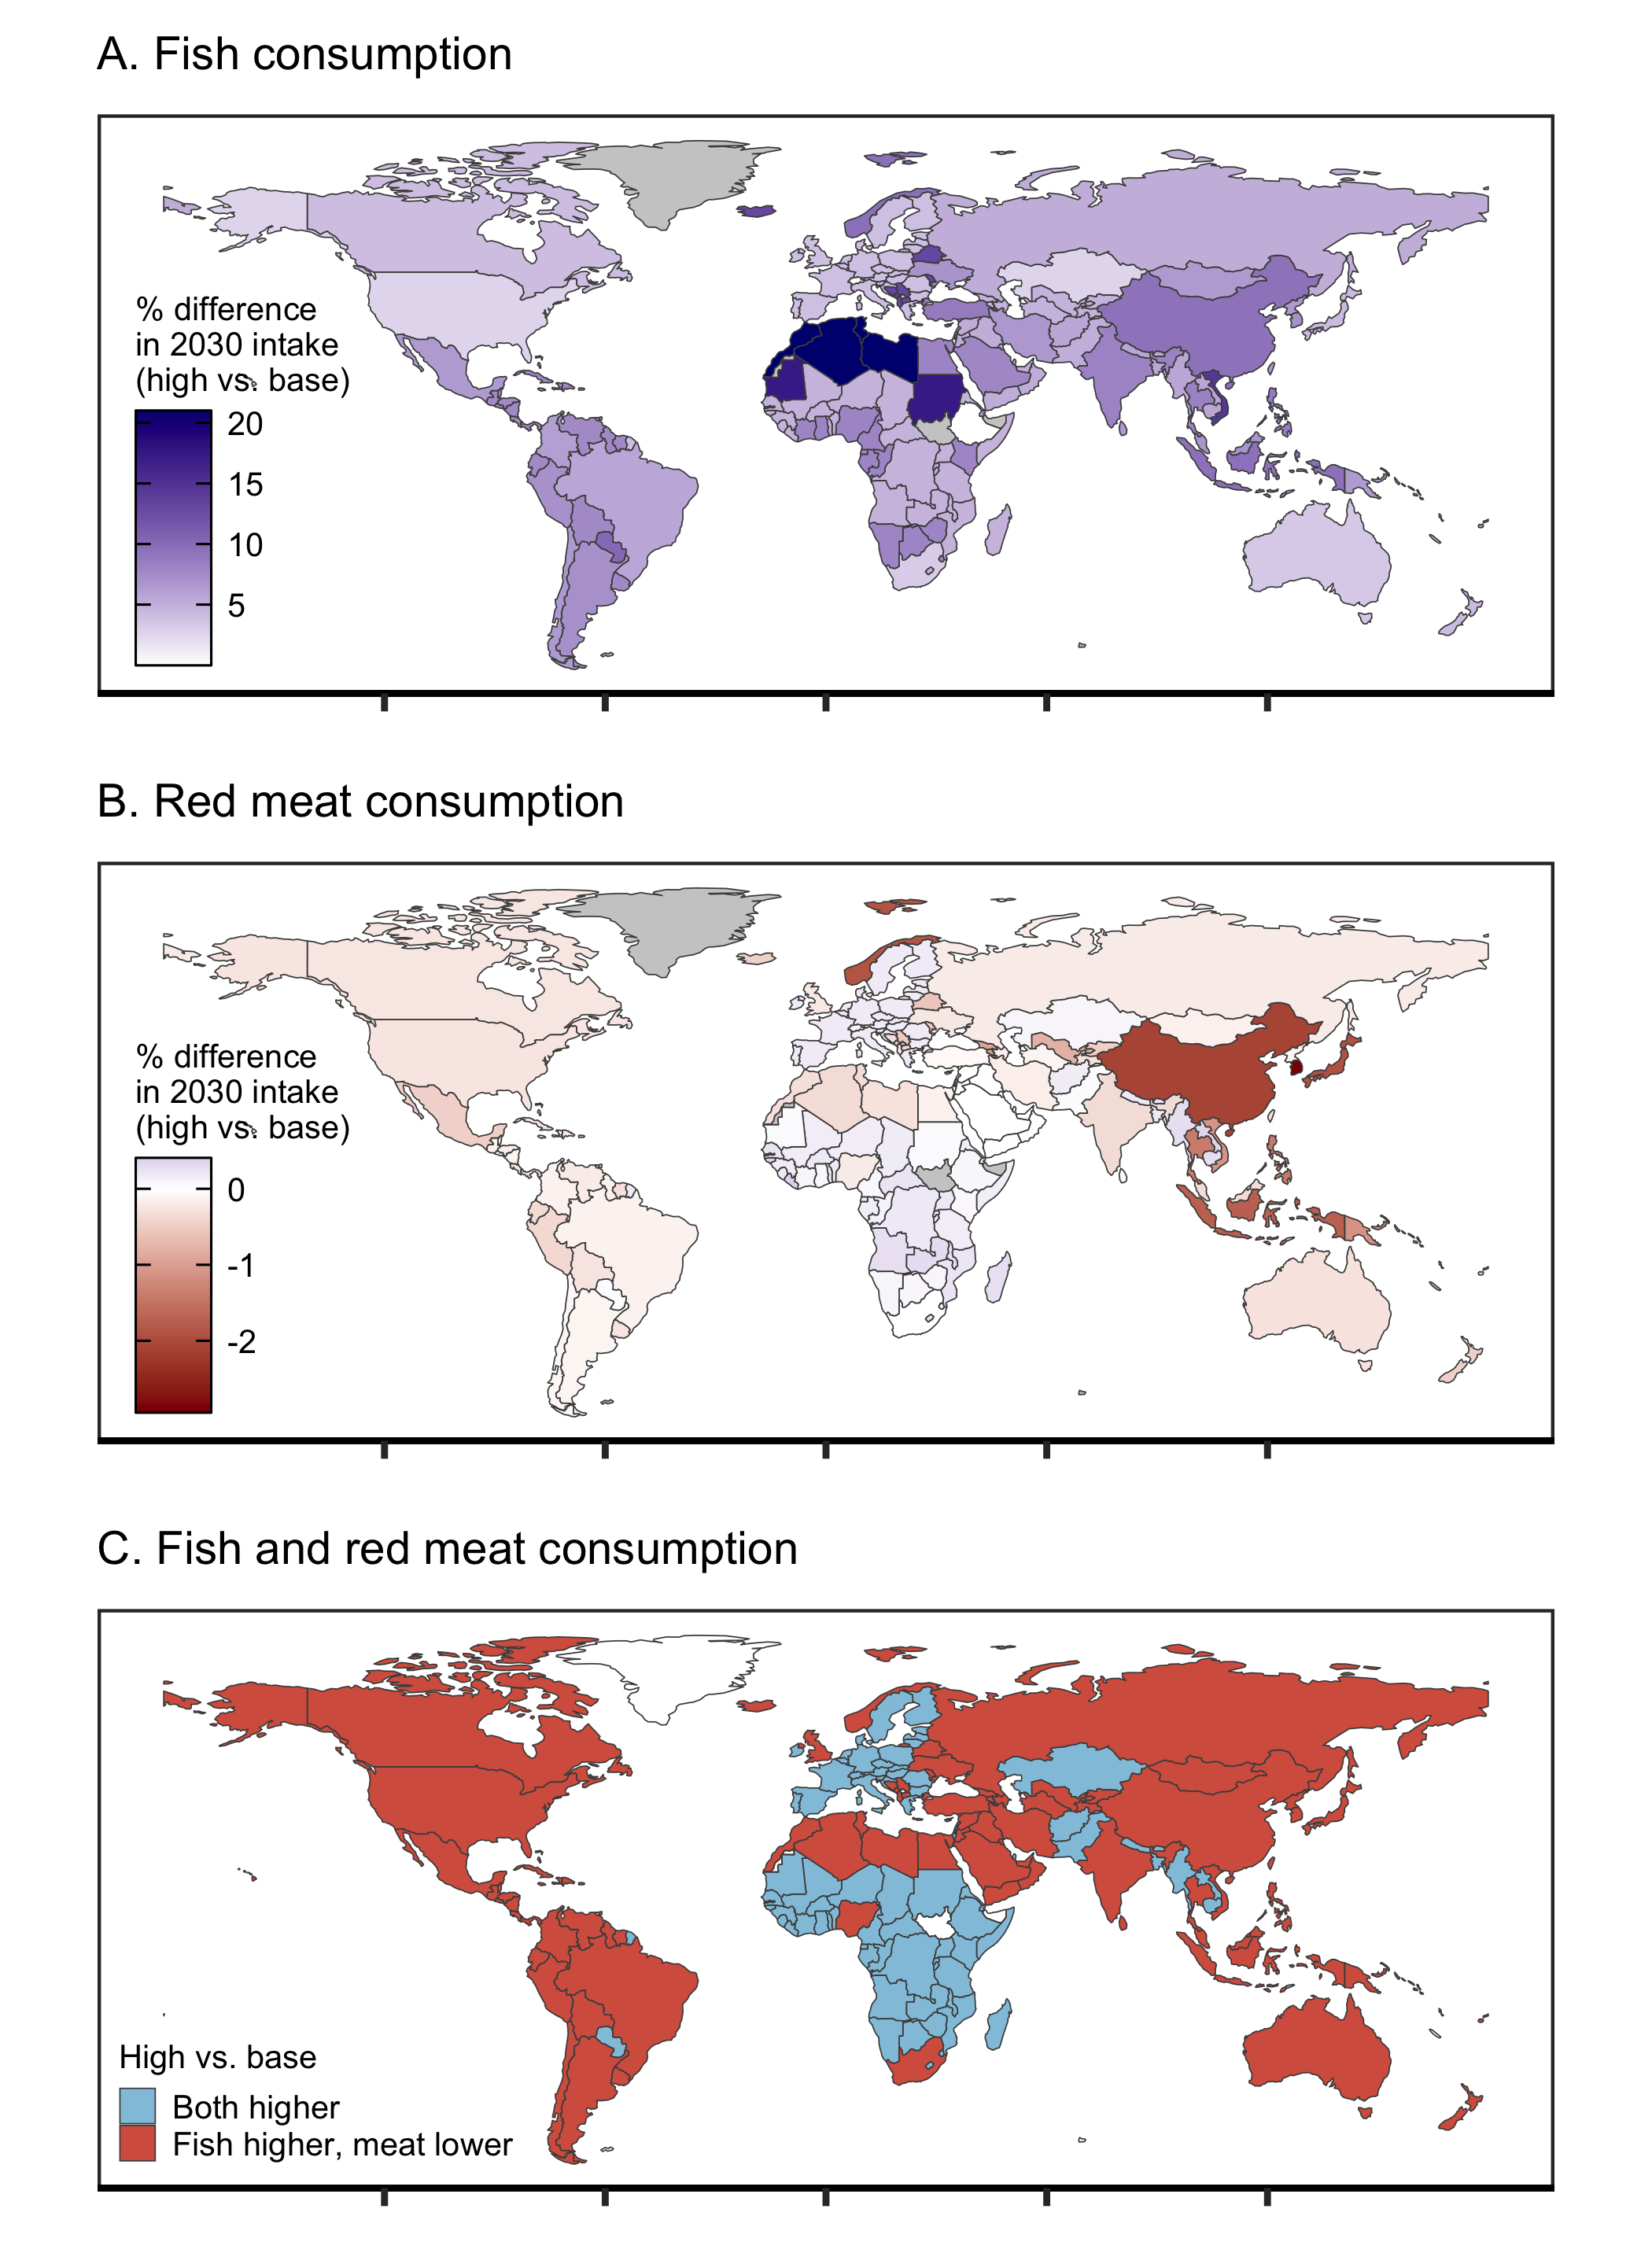 A. Fish consumption
% difference
in 2030 intake
(high vs. base)
20
15
10
5
B. Red meat consumption
% difference
in 2030 intake
(high vs. base)
0
-1
-2
C. Fish and red meat consumption
High vs. base
Both higher
Fish higher, meat lower